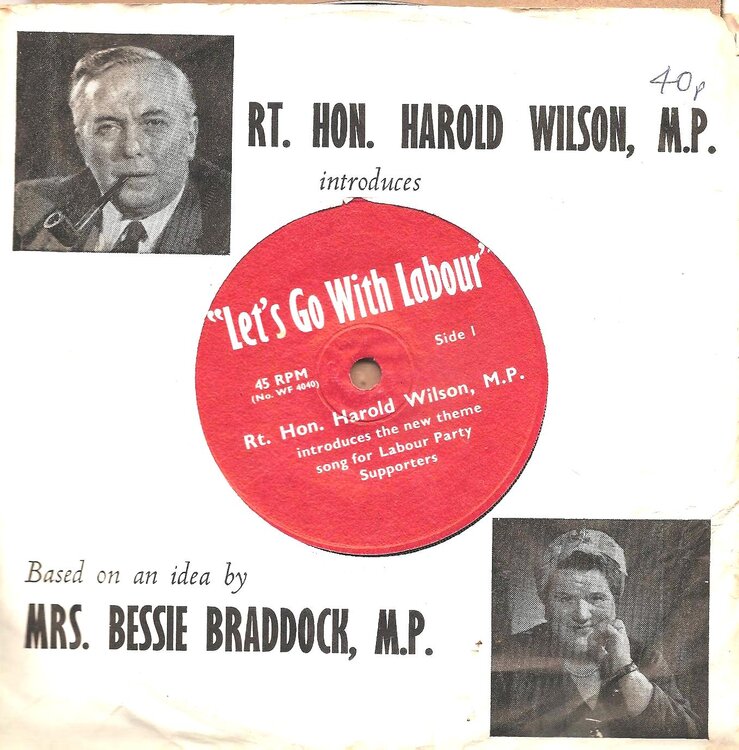 40p
RT. HON. HAROLD WILSON, M.P.
introduces
"Let's Go With Labour"
Side 1
45 RPM
(No. WF 4040)
Rt. Hon. Harold Wilson, M.P.
introduces the new theme
song for Labour Party
Supporters
Based on an idea by
MRS. BESSIE BRADDOCK, M.P.